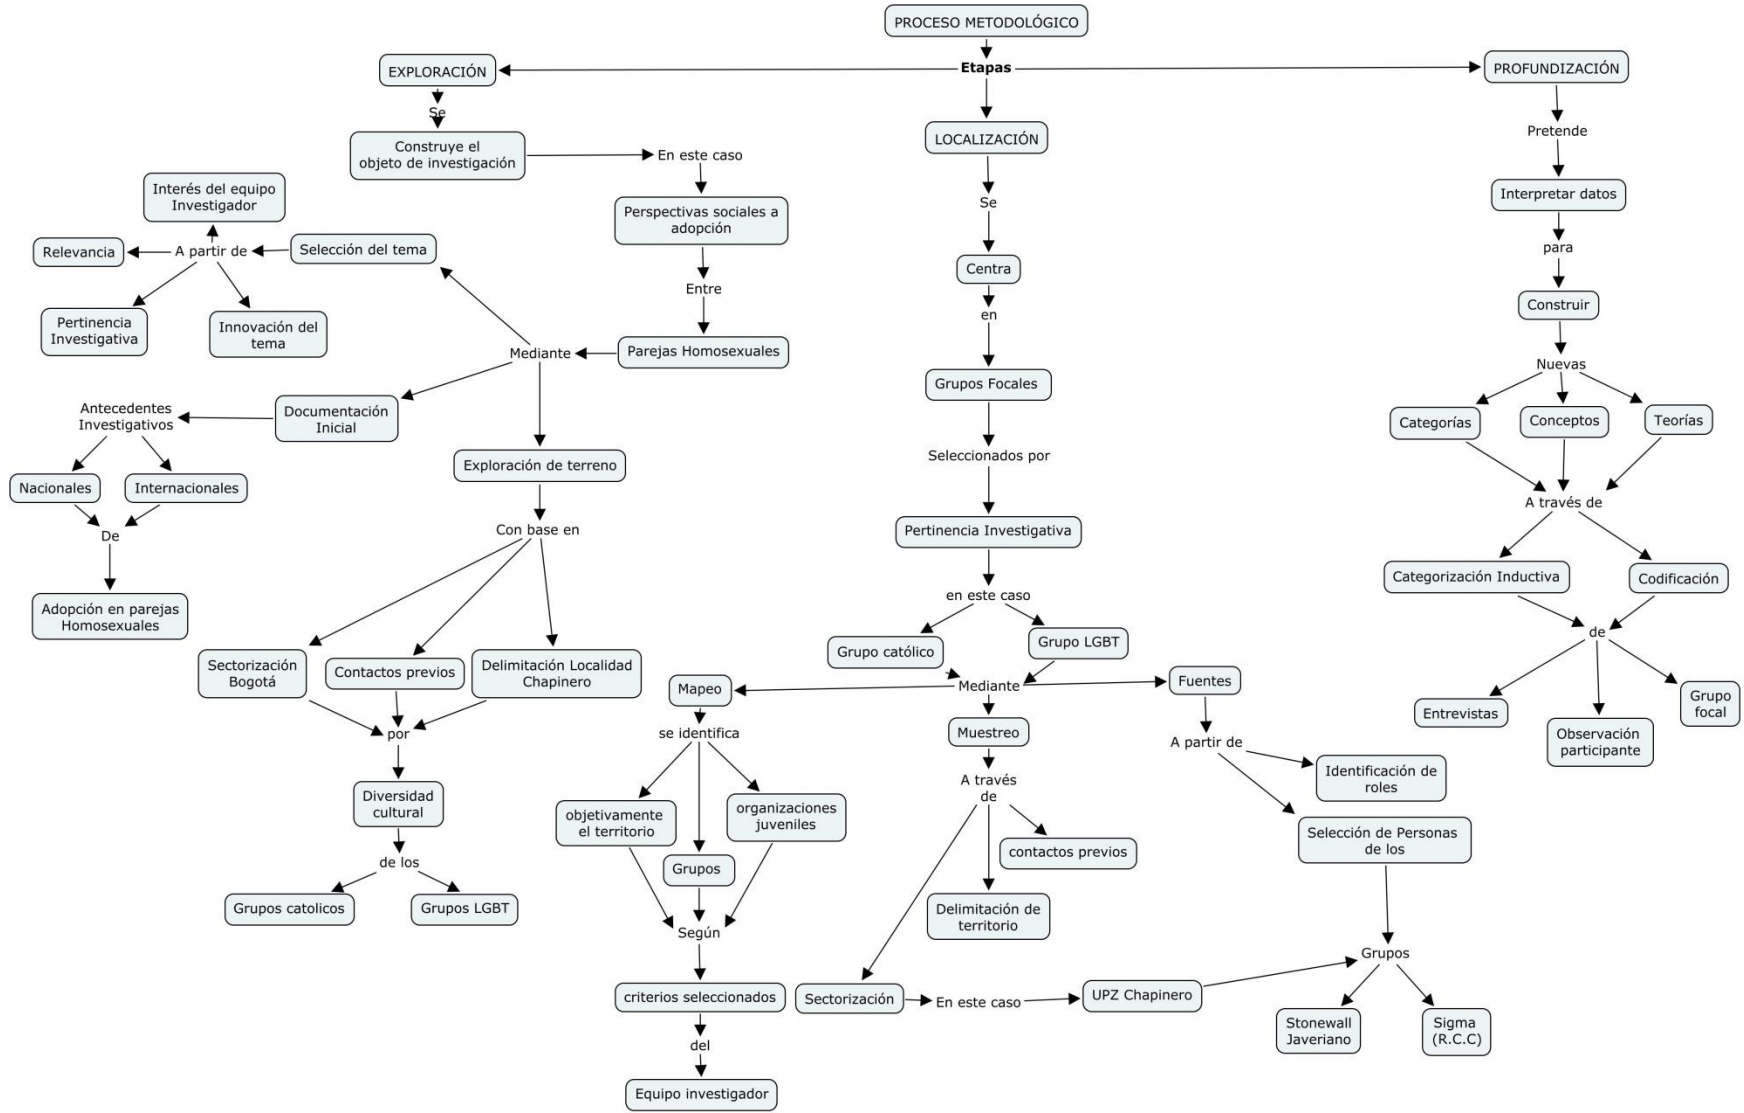 PROCESO METODOLÓGICO
Etapas
EXPLORACIÓN
Se
Construye el
objeto de investigación
En este caso
Perspectivas sociales a
adopción
Entre
Parejas Homosexuales
Mediante
Selección del tema
A partir de
Interés del equipo
Investigador
Relevancia
Pertinencia
Investigativa
Innovación del
tema
Documentación
Inicial
Antecedentes
Investigativos
Nacionales
Internacionales
De
Adopción en parejas
Homosexuales
Exploración de terreno
Con base en
Sectorización
Bogotá
Contactos previos
Delimitación Localidad
Chapinero
por
Diversidad
cultural
de los
Grupos catolicos
Grupos LGBT
LOCALIZACIÓN
Se
Centra
en
Grupos Focales
Seleccionados por
Pertinencia Investigativa
en este caso
Grupo católico
Grupo LGBT
Mediante
Mapeo
se identifica
objetivamente
el territorio
Grupos
organizaciones
juveniles
Según
criterios seleccionados
del
Equipo investigador
Muestreo
A través
de
contactos previos
Delimitación de
territorio
Sectorización
En este caso
UPZ Chapinero
Fuentes
A partir de
Identificación de
roles
Selección de Personas
de los
Grupos
Stonewall
Javeriano
Sigma
(R.C.C)
PROFUNDIZACIÓN
Pretende
Interpretar datos
para
Construir
Nuevas
Categorías
Conceptos
Teorías
A través de
Categorización Inductiva
Codificación
de
Entrevistas
Observación
participante
Grupo
focal